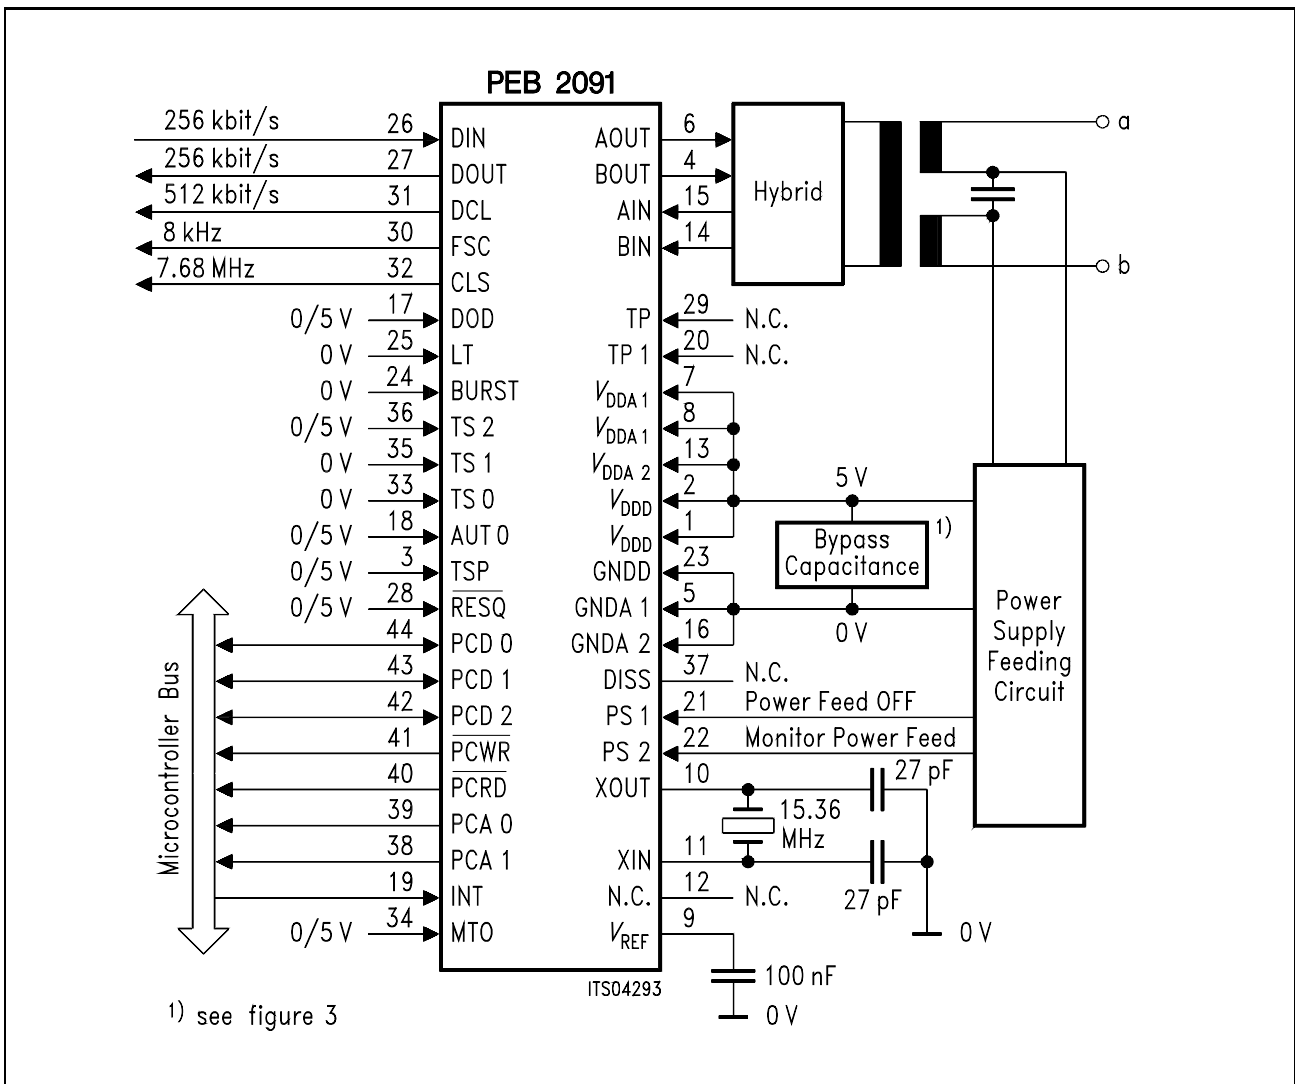 PEB 2091
256 kbit/s 26 DIN AOUT 6
256 kbit/s 27 DOUT BOUT 4
512 kbit/s 31 DCL AIN 15
8 kHz 30 FSC BIN 14
7.68 MHz 32 CLS
Hybrid
a
b
0/5 V 17 DOD TP 29 N.C.
0 V 25 LT TP 1 20 N.C.
0 V 24 BURST VDDA 1 7
0/5 V 36 TS 2 VDDA 1 8
0 V 35 TS 1 VDDA 2 13
0 V 33 TS 0 VDDD 2 5 V
0/5 V 18 AUTO VDDD 1
0/5 V 3 TSP GNDD 23
0/5 V 28 RESQ GNDA 1 5 0 V
Bypass
Capacitance
1)
Power
Supply
Feeding
Circuit
Microcontroller Bus
44 PCD 0 GNDA 2 16
43 PCD 1 DISS 37 N.C.
42 PCD 2 PS 1 21 Power Feed OFF
41 PCWR PS 2 22 Monitor Power Feed
40 PCRD XOUT 10 27 pF
39 PCA 0
15.36
MHz
38 PCA 1 XIN 11 27 pF
19 INT N.C. 12 N.C.
0/5 V 34 MTO VREF 9 0 V
100 nF
0 V
ITS04293
1) see figure 3